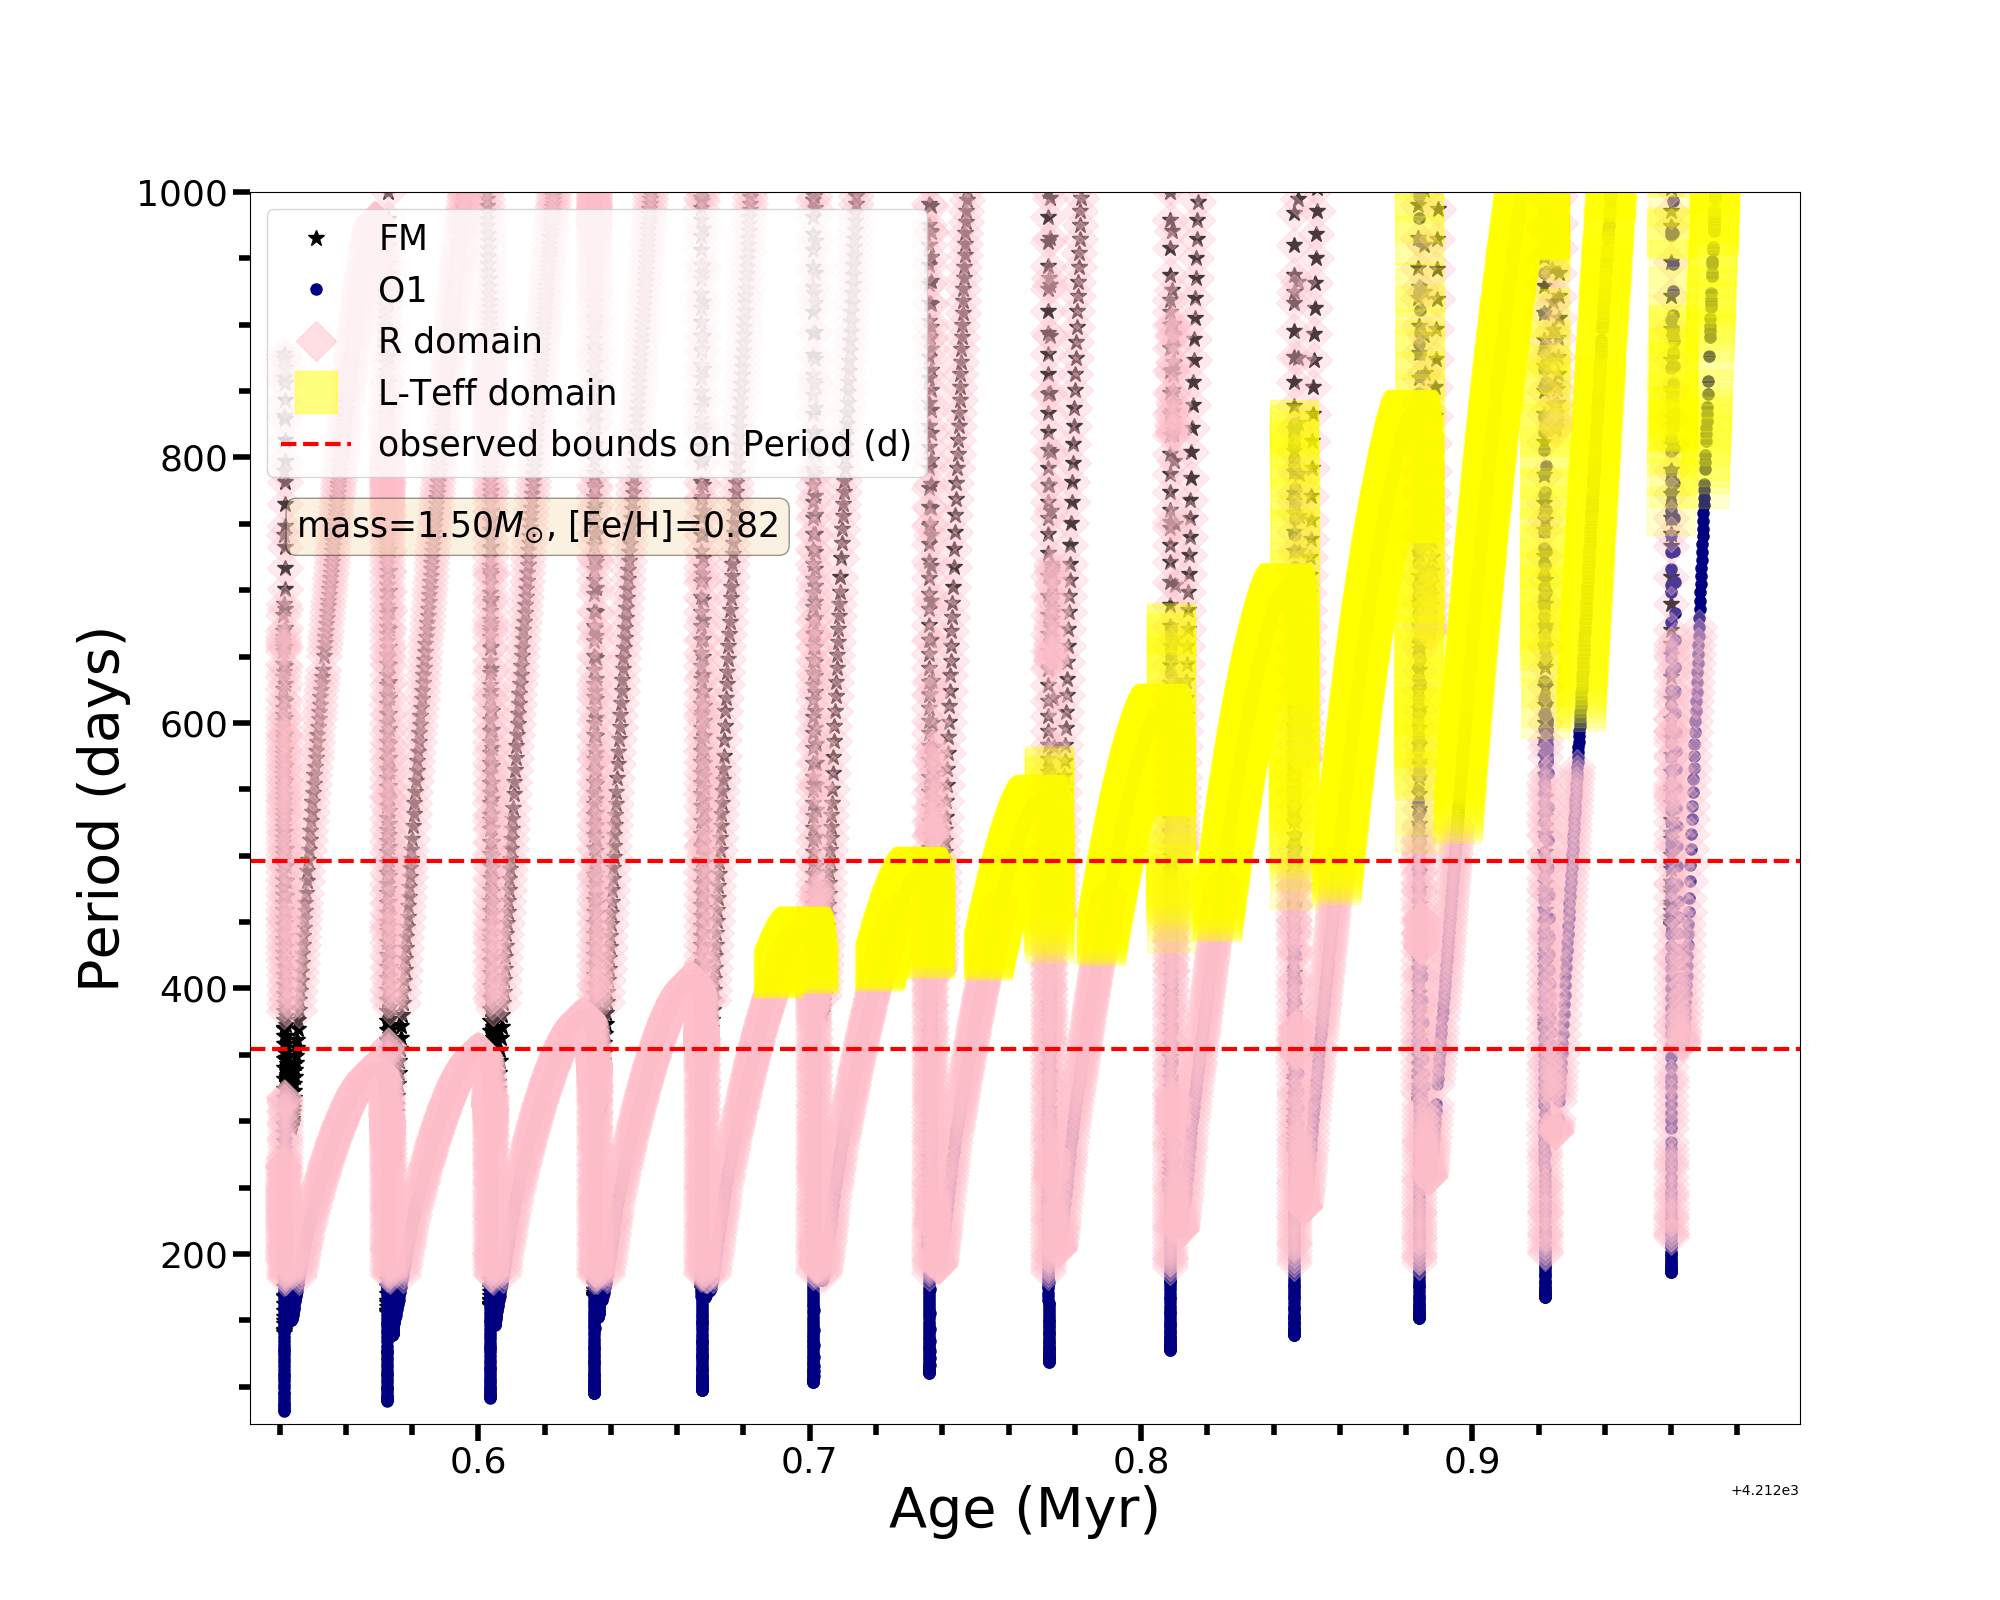 1000
800
600
400
200
Period (days)
FM
O1
R domain
L-Teff domain
observed bounds on Period (d)
mass=1.50M☉, [Fe/H]=0.82
0.6 0.7 0.8 0.9
+4.212e3
Age (Myr)